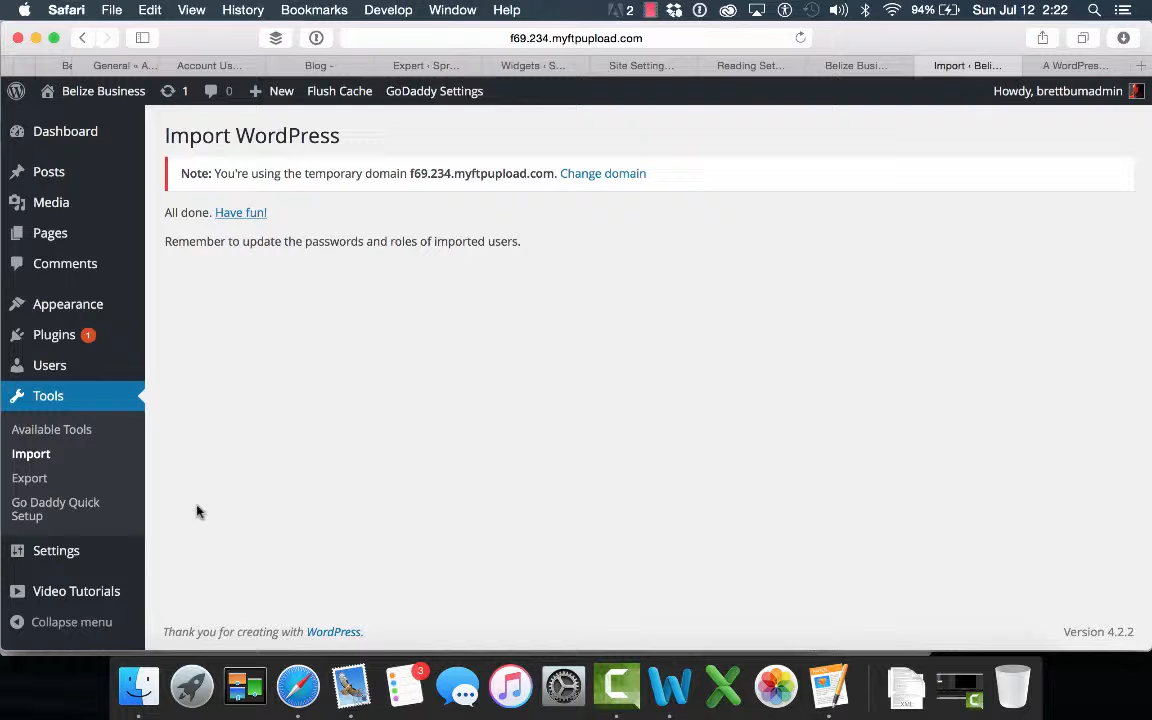 Safari File Edit View History Bookmarks Develop Window Help 2 94% Sun Jul 12 2:22
f69.234.myftpupload.com
Be General « A... Account Us... Blog - Expert ‹ Spr... Widgets ‹ S... Site Setting... Reading Set... Belize Busi... Import ‹ Beli... A WordPres...
Belize Business 1 0 New Flush Cache GoDaddy Settings Howdy, brettbumadmin
Dashboard
Posts
Media
Pages
Comments
Appearance
Plugins 1
Users
Tools
Available Tools
Import
Export
Go Daddy Quick
Setup
Settings
Video Tutorials
Collapse menu
Import WordPress
Note: You're using the temporary domain f69.234.myftpupload.com. Change domain
All done. Have fun!
Remember to update the passwords and roles of imported users.
Thank you for creating with WordPress. Version 4.2.2
3